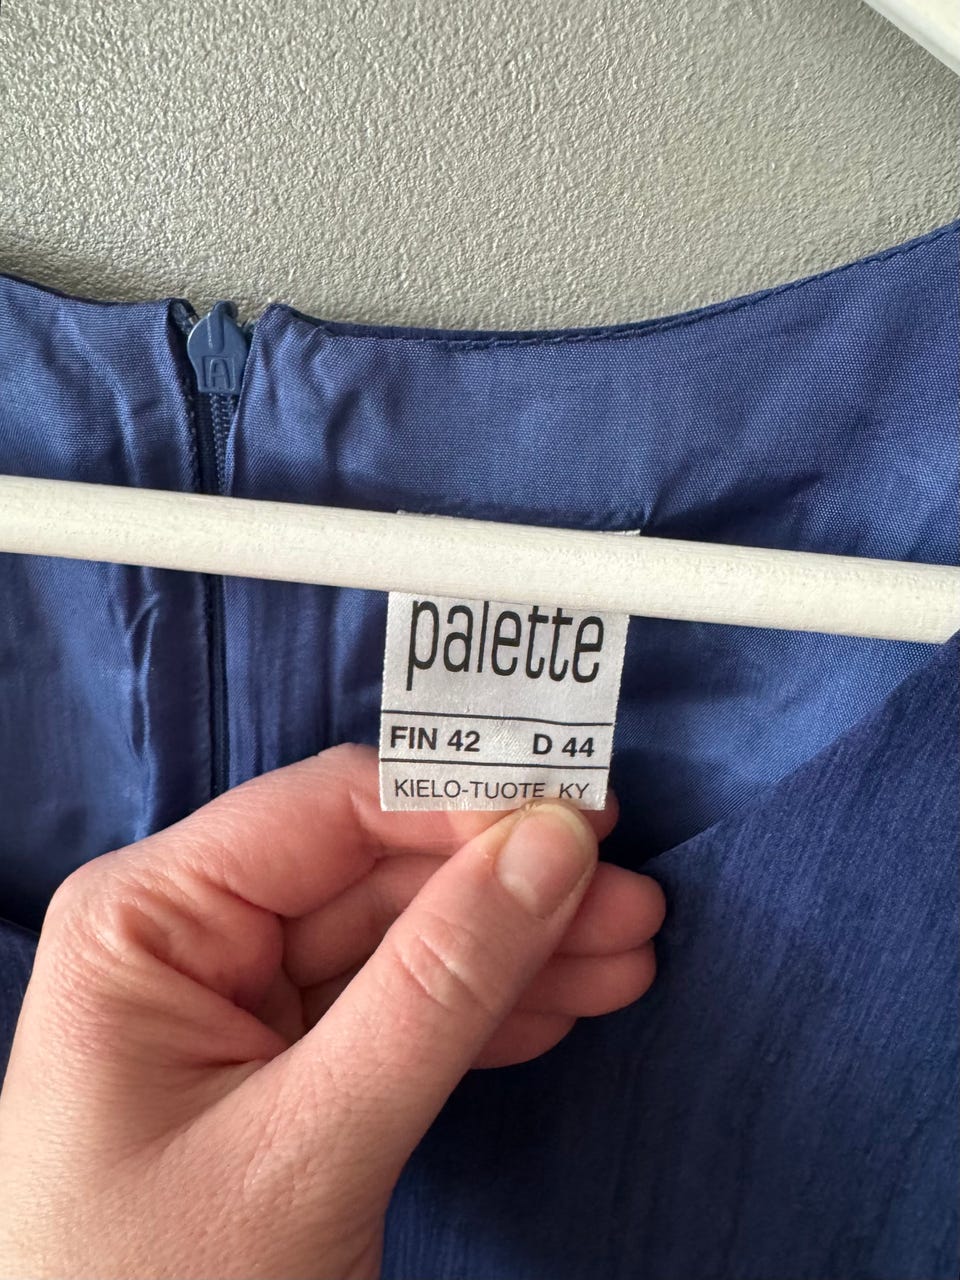 palette
FIN 42 D 44
KIELO-TUOTE KY